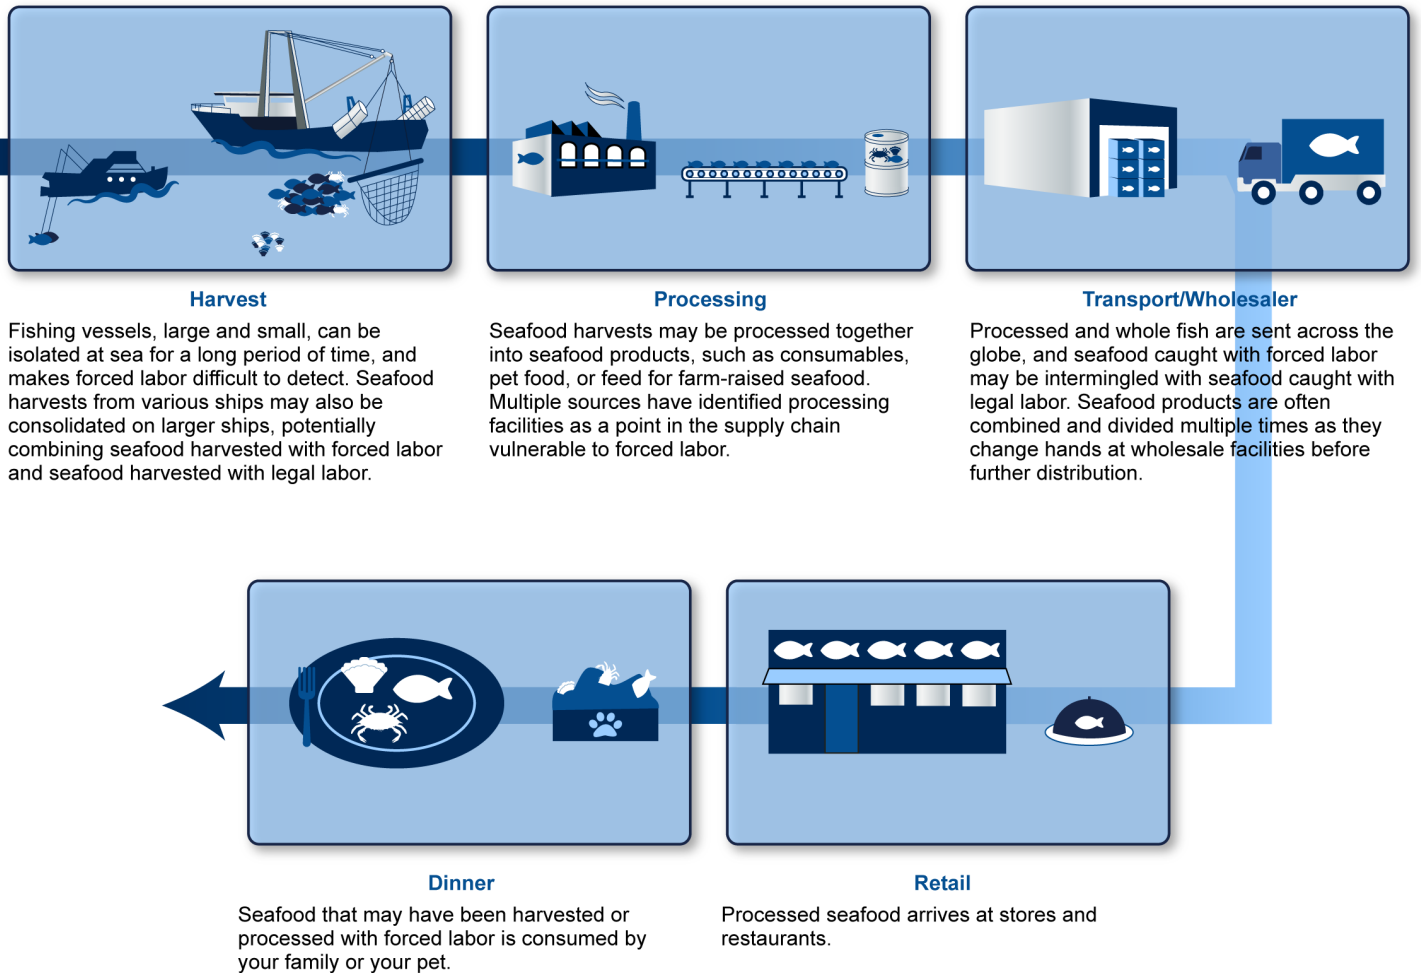 Harvest
Fishing vessels, large and small, can be
isolated at sea for a long period of time, and
makes forced labor difficult to detect. Seafood
harvests from various ships may also be
consolidated on larger ships, potentially
combining seafood harvested with forced labor
and seafood harvested with legal labor.
Processing
Seafood harvests may be processed together
into seafood products, such as consumables,
pet food, or feed for farm-raised seafood.
Multiple sources have identified processing
facilities as a point in the supply chain
vulnerable to forced labor.
Transport/Wholesaler
Processed and whole fish are sent across the
globe, and seafood caught with forced labor
may be intermingled with seafood caught with
legal labor. Seafood products are often
combined and divided multiple times as they
change hands at wholesale facilities before
further distribution.
Dinner
Seafood that may have been harvested or
processed with forced labor is consumed by
your family or your pet.
Retail
Processed seafood arrives at stores and
restaurants.